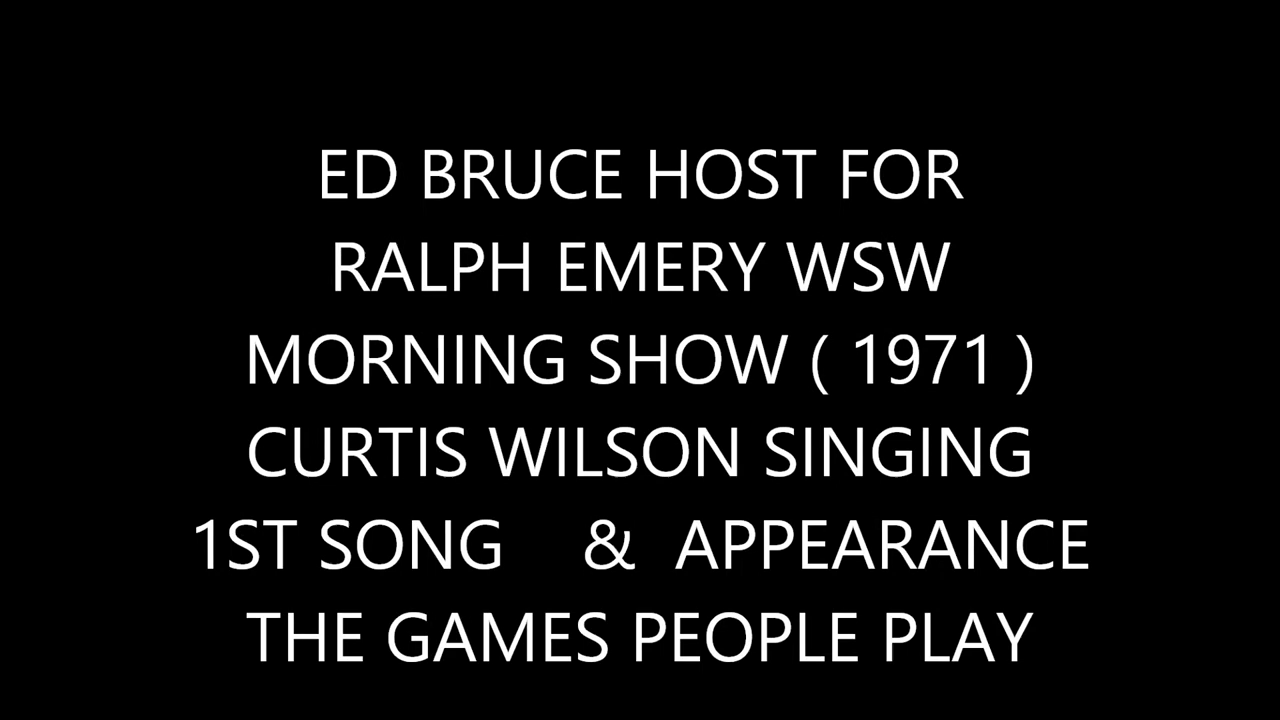 ED BRUCE HOST FOR
RALPH EMERY WSW
MORNING SHOW ( 1971 )
CURTIS WILSON SINGING
1ST SONG & APPEARANCE
THE GAMES PEOPLE PLAY